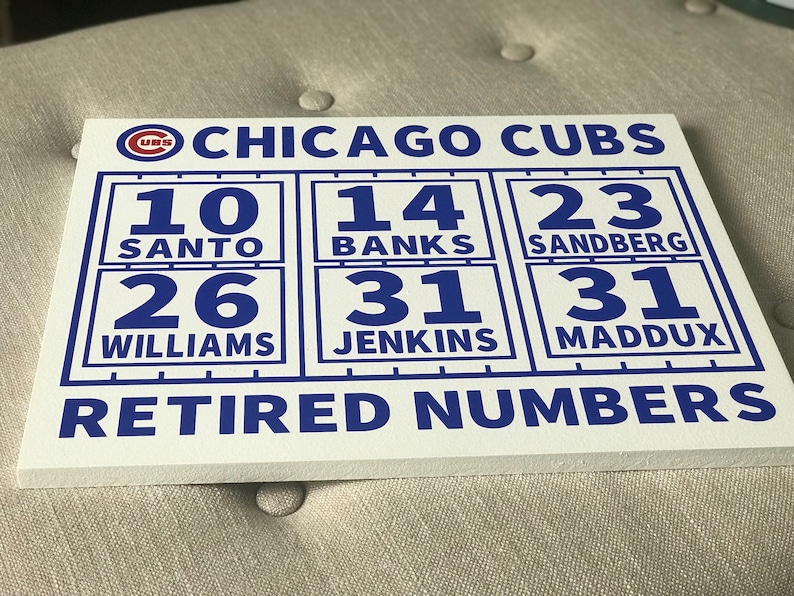 CUBS CHICAGO CUBS
10 14 23
SANTO BANKS SANDBERG
26 31 31
WILLIAMS JENKINS MADDUX
RETIRED NUMBERS